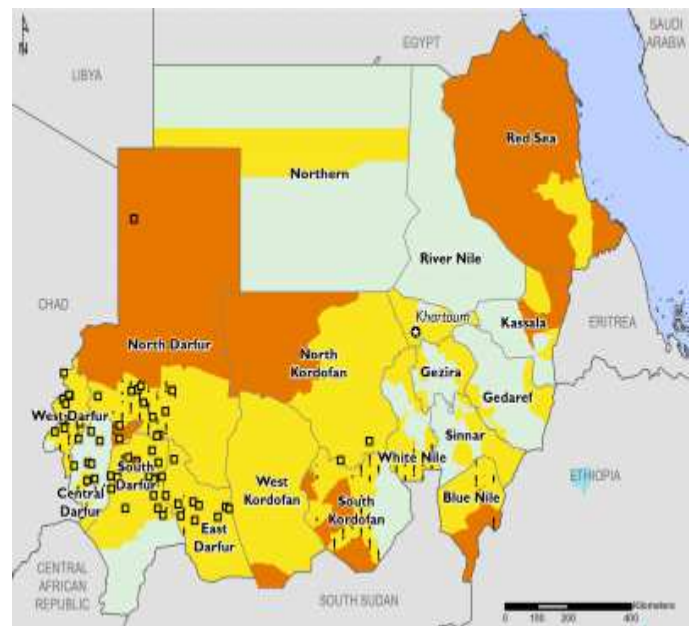 SAUDI
ARABIA
EGYPT
LIBYA
Red Sea
Northern
River Nile
CHAD
Khartoum
Kassala
ERITREA
North Darfur
North
Kordofan
Gezira
Gedaref
West Darfur
Sinnar
White Nile
South
Darfur
West
Kordofan
ETHIOPIA
Central
Darfur
South
Kordofan
Blue Nile
East
Darfur
CENTRAL
AFRICAN
REPUBLIC
SOUTH SUDAN
Kilometers
0 100 200 400